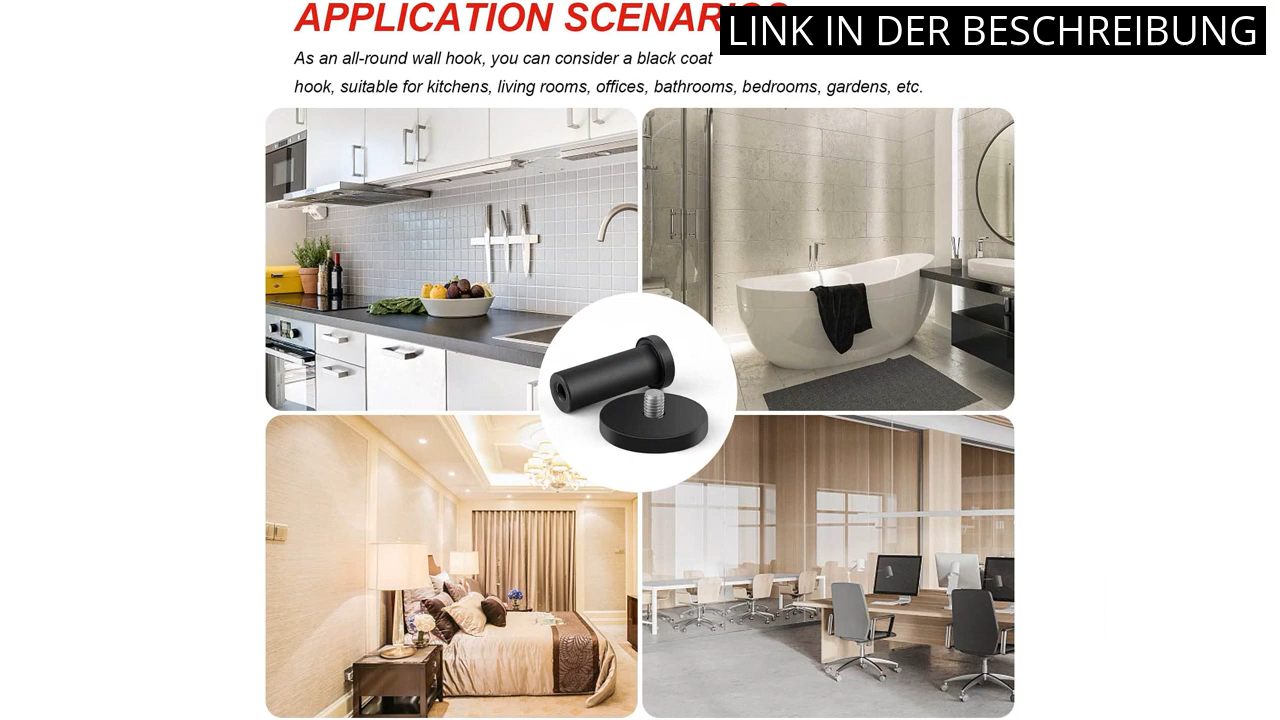 APPLICATION SCENARIOS
LINK IN DER BESCHREIBUNG
As an all-round wall hook, you can consider a black coat
hook, suitable for kitchens, living rooms, offices, bathrooms, bedrooms, gardens, etc.